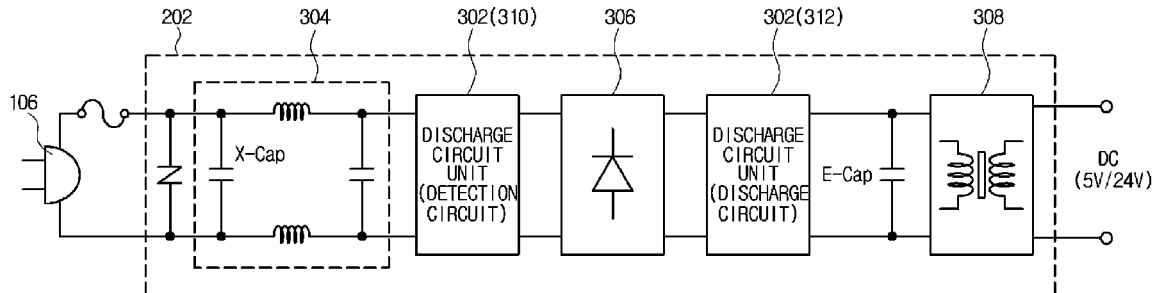 202
304
302(310)
306
302(312)
308
106
X-Cap
DISCHARGE
CIRCUIT
UNIT
(DETECTION
CIRCUIT)
DISCHARGE
CIRCUIT
UNIT
(DISCHARGE
CIRCUIT)
E-Cap
DC
(5V/24V)